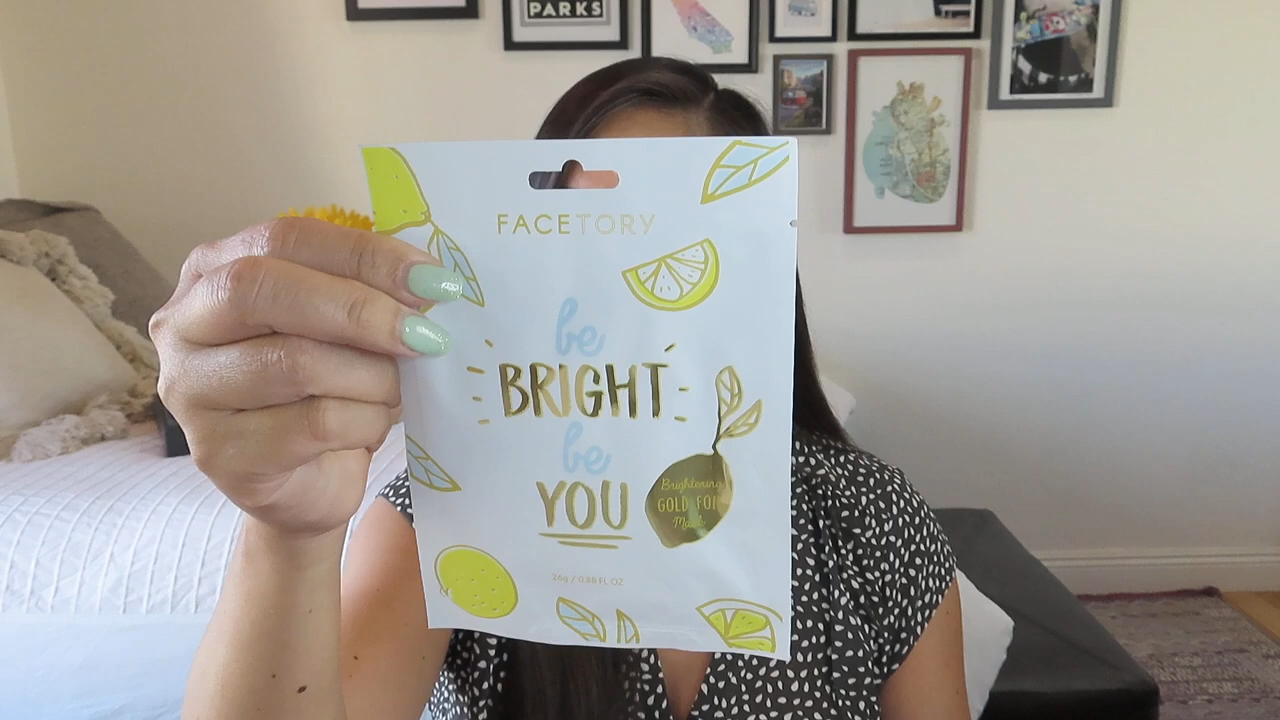 PARKS
FACETORY
be
BRIGHT
be
YOU
Brightening
GOLD FOIL
Mask
26g / 0.88 FL OZ